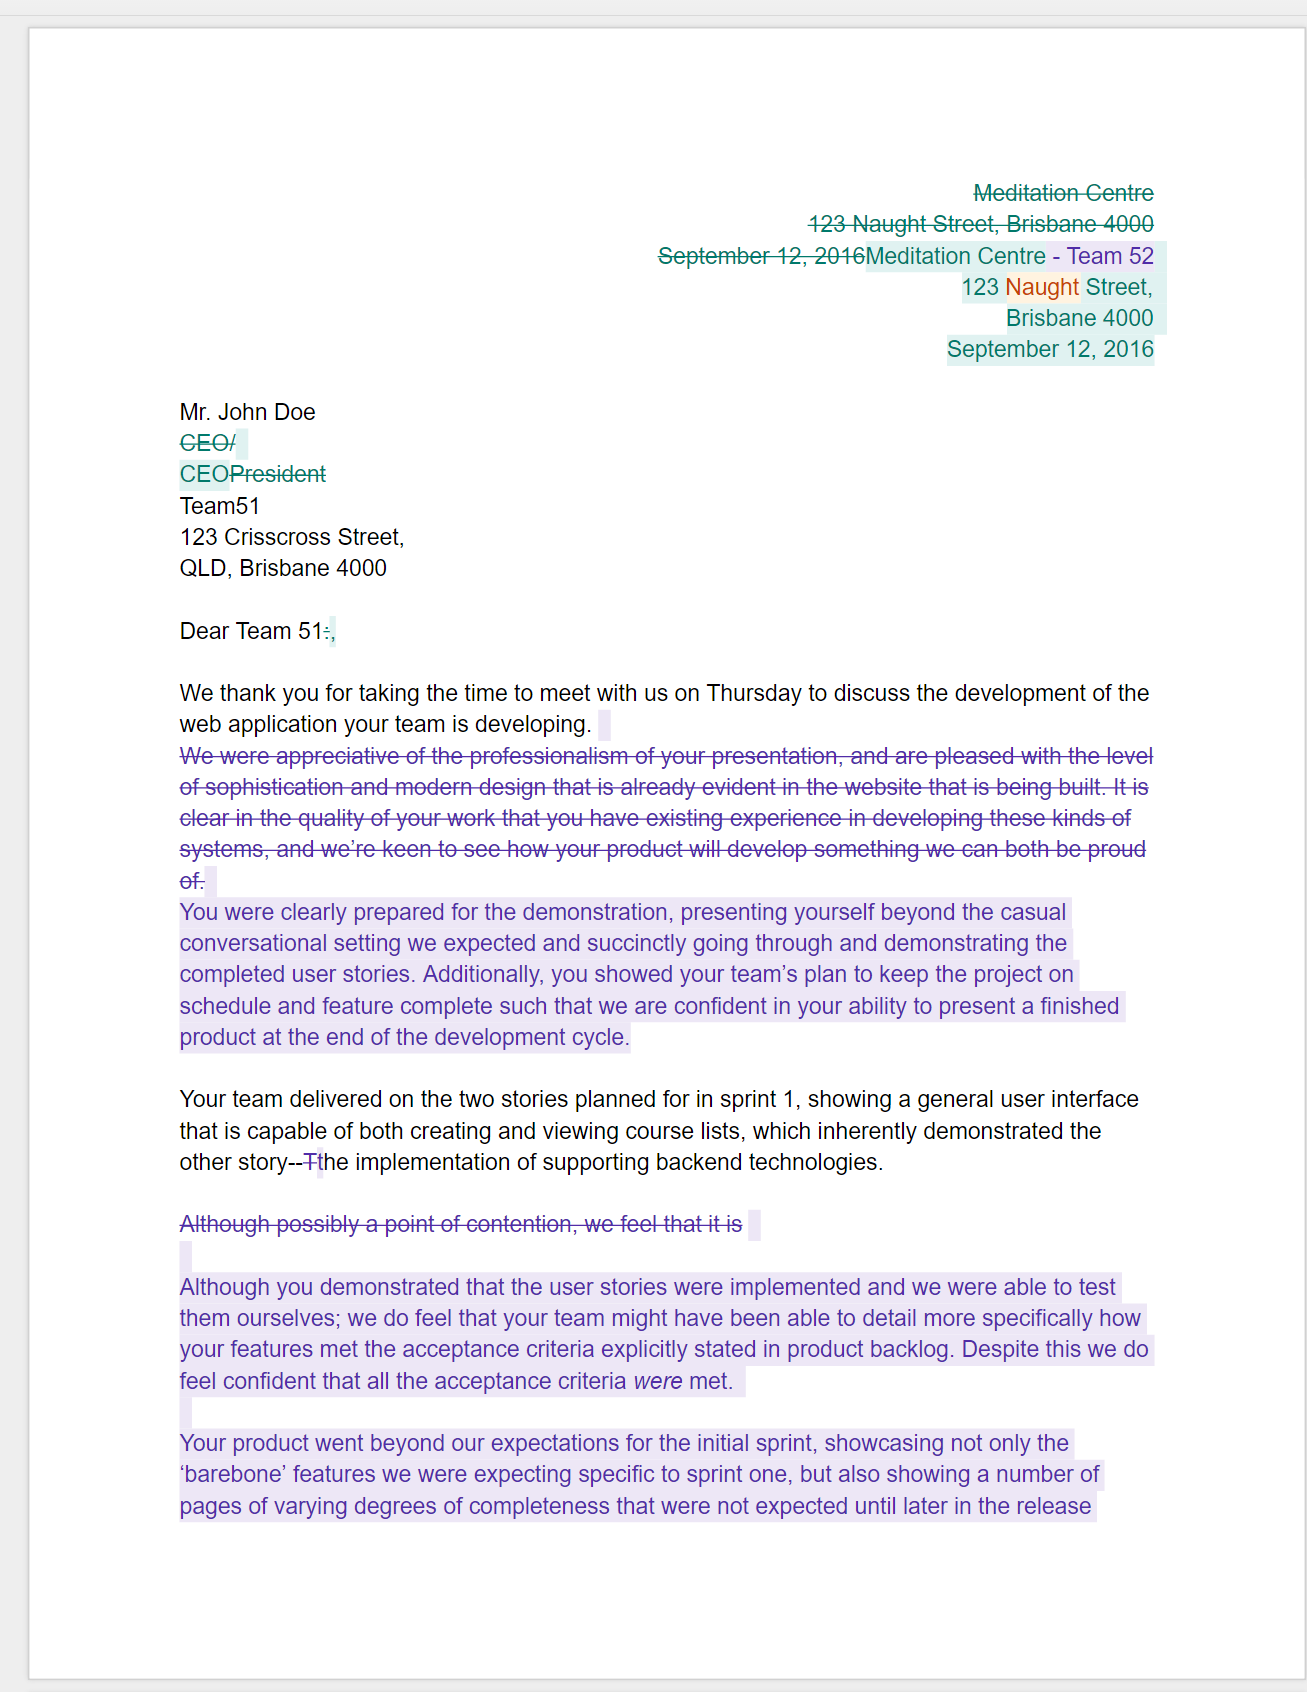 Meditation Centre
123 Naught Street, Brisbane 4000
September 12, 2016Meditation Centre - Team 52
123 Naught Street,
Brisbane 4000
September 12, 2016
Mr. John Doe
CEO/
CEOPresident
Team51
123 Crisscross Street,
QLD, Brisbane 4000
Dear Team 51:,
We thank you for taking the time to meet with us on Thursday to discuss the development of the
web application your team is developing.
We were appreciative of the professionalism of your presentation, and are pleased with the level
of sophistication and modern design that is already evident in the website that is being built. It is
clear in the quality of your work that you have existing experience in developing these kinds of
systems, and we’re keen to see how your product will develop something we can both be proud
of.
You were clearly prepared for the demonstration, presenting yourself beyond the casual
conversational setting we expected and succinctly going through and demonstrating the
completed user stories. Additionally, you showed your team’s plan to keep the project on
schedule and feature complete such that we are confident in your ability to present a finished
product at the end of the development cycle.
Your team delivered on the two stories planned for in sprint 1, showing a general user interface
that is capable of both creating and viewing course lists, which inherently demonstrated the
other story--Tthe implementation of supporting backend technologies.
Although possibly a point of contention, we feel that it is
Although you demonstrated that the user stories were implemented and we were able to test
them ourselves; we do feel that your team might have been able to detail more specifically how
your features met the acceptance criteria explicitly stated in product backlog. Despite this we do
feel confident that all the acceptance criteria were met.
Your product went beyond our expectations for the initial sprint, showcasing not only the
‘barebone’ features we were expecting specific to sprint one, but also showing a number of
pages of varying degrees of completeness that were not expected until later in the release